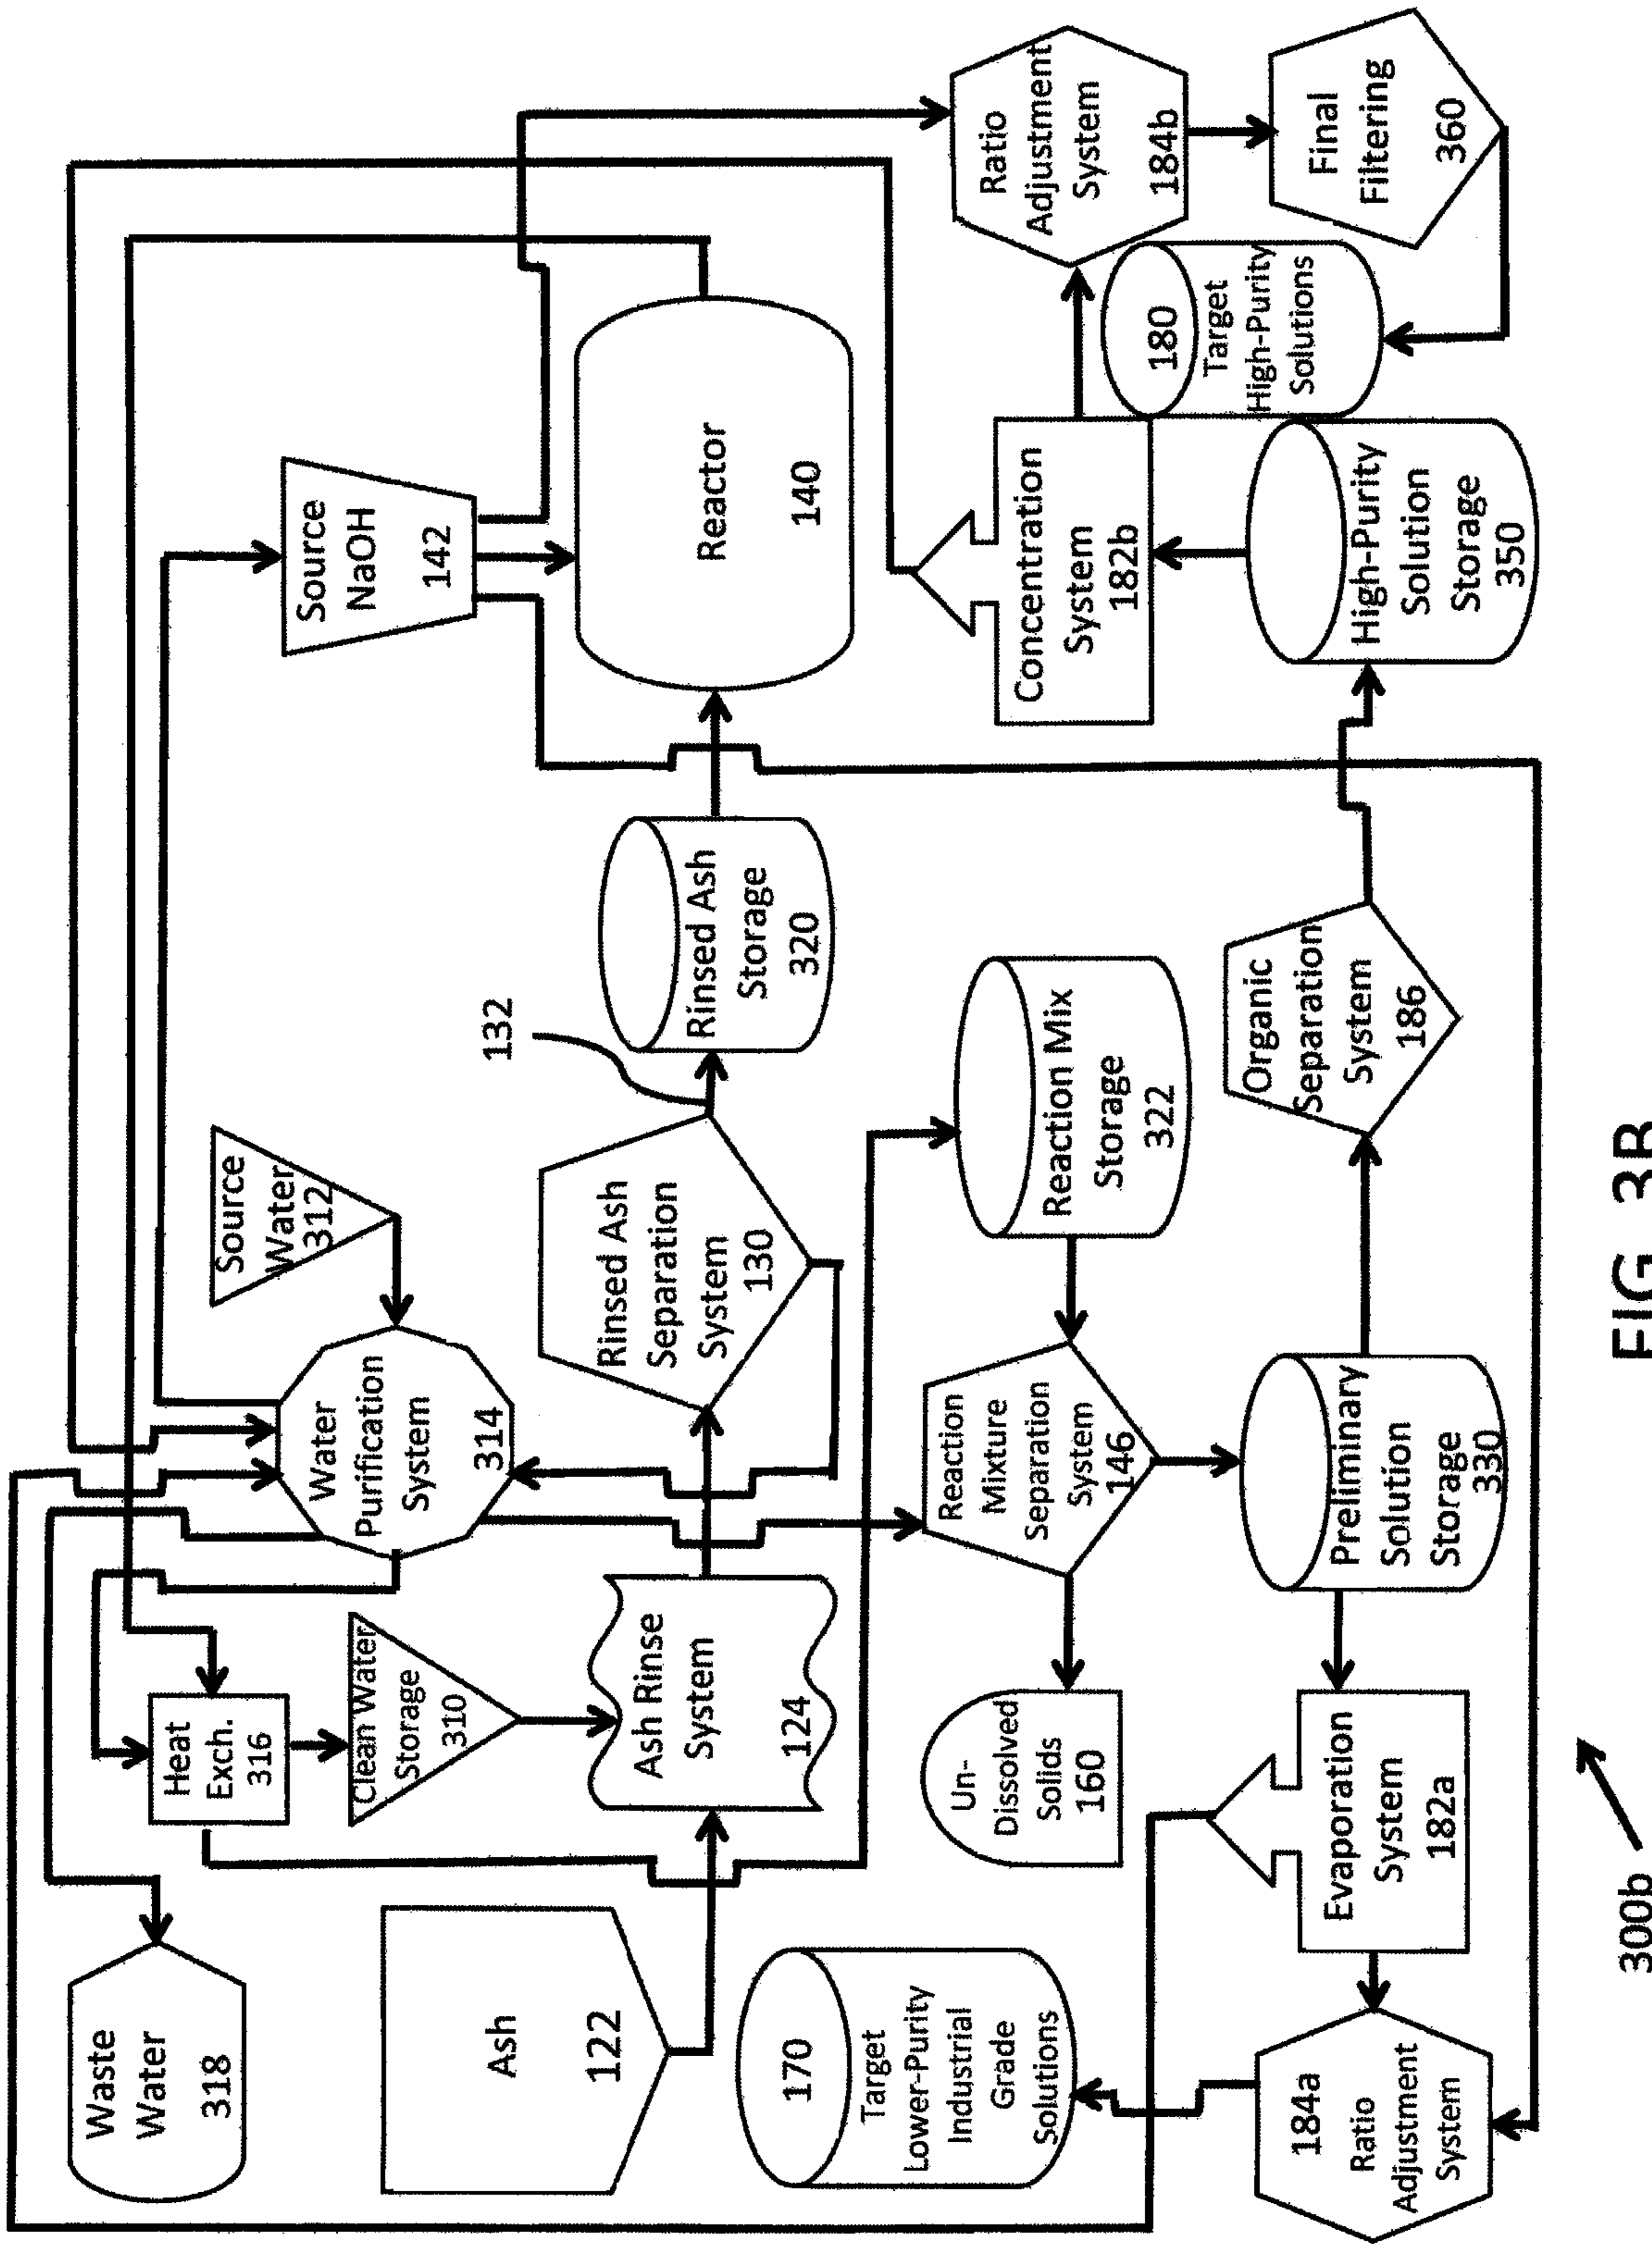 Waste
Water
318
Heat
Exch.
316
Water
Purification
System
314
Source
Water
312
Source
NaOH
142
Clean Water
Storage
310
Ash
122
Ash Rinse
System
124
Rinsed Ash
Separation
System
130
132
Rinsed Ash
Storage
320
Reactor
140
170
Target
Lower-Purity
Industrial
Grade
Solutions
Un-
Dissolved
Solids
160
Reaction
Mixture
Separation
System
146
Reaction Mix
Storage
322
Concentration
System
182b
Ratio
Adjustment
System
184b
180
Target
High-Purity
Solutions
184a
Ratio
Adjustment
System
Evaporation
System
182a
Preliminary
Solution
Storage
330
Organic
Separation
System
186
High-Purity
Solution
Storage
350
Final
Filtering
360
300b
FIG. 3B